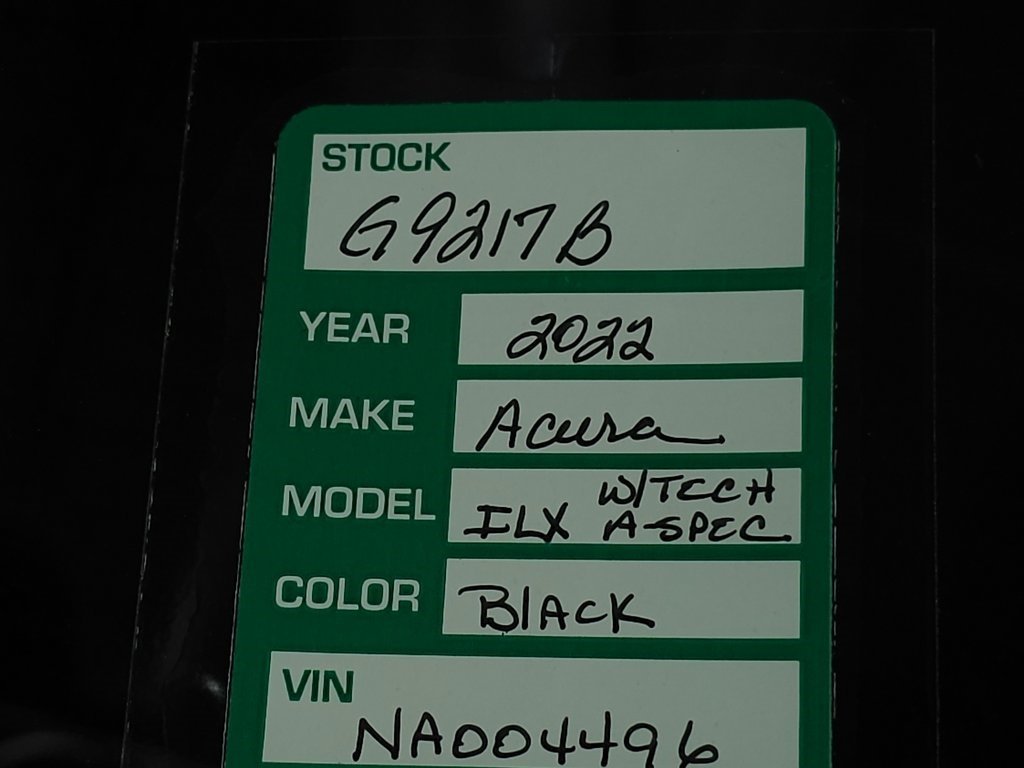 STOCK
G9217B
YEAR 2022
MAKE Acura
MODEL ILX W/TECH
A-SPEC
COLOR Black
VIN
NA004496